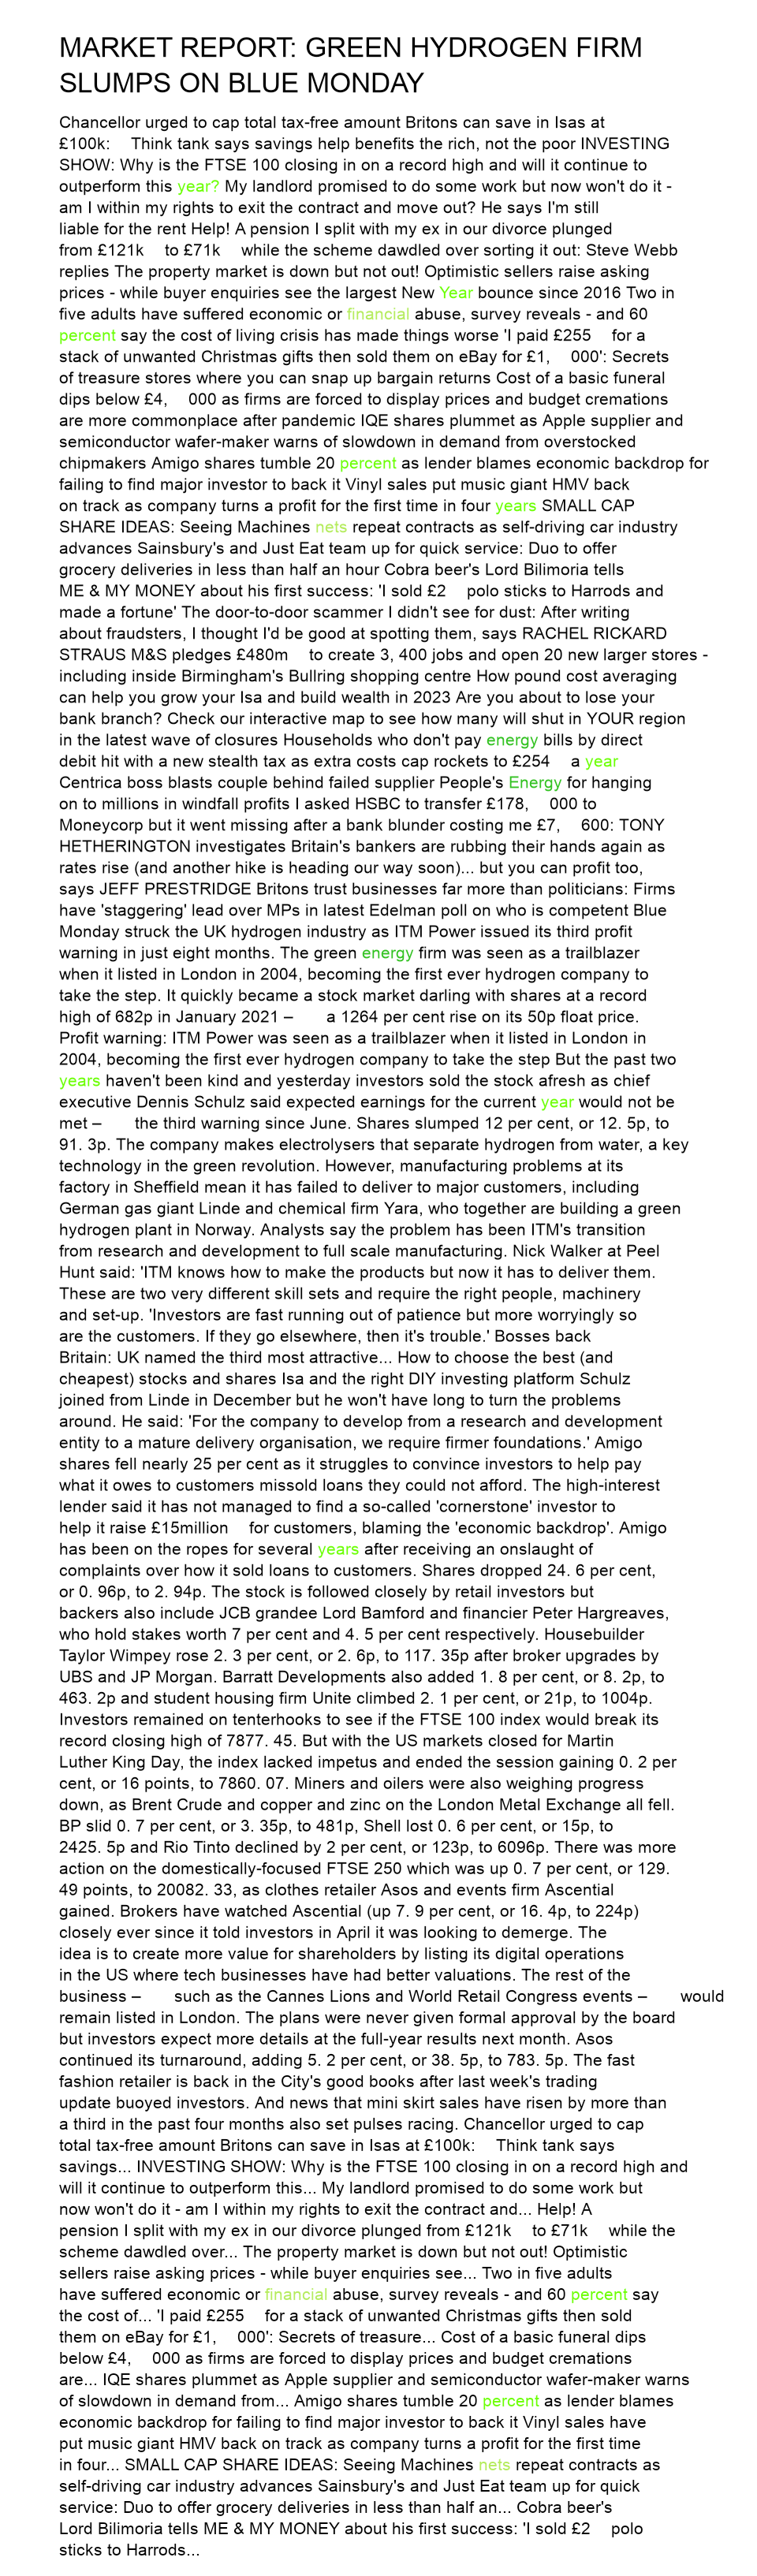 MARKET REPORT: GREEN HYDROGEN FIRM
SLUMPS ON BLUE MONDAY
Chancellor urged to cap total tax-free amount Britons can save in Isas at
£100k: Think tank says savings help benefits the rich, not the poor INVESTING
SHOW: Why is the FTSE 100 closing in on a record high and will it continue to
outperform this year? My landlord promised to do some work but now won't do it -
am I within my rights to exit the contract and move out? He says I'm still
liable for the rent Help! A pension I split with my ex in our divorce plunged
from £121k to £71k while the scheme dawdled over sorting it out: Steve Webb
replies The property market is down but not out! Optimistic sellers raise asking
prices - while buyer enquiries see the largest New Year bounce since 2016 Two in
five adults have suffered economic or financial abuse, survey reveals - and 60
percent say the cost of living crisis has made things worse 'I paid £255 for a
stack of unwanted Christmas gifts then sold them on eBay for £1, 000': Secrets
of treasure stores where you can snap up bargain returns Cost of a basic funeral
dips below £4, 000 as firms are forced to display prices and budget cremations
are more commonplace after pandemic IQE shares plummet as Apple supplier and
semiconductor wafer-maker warns of slowdown in demand from overstocked
chipmakers Amigo shares tumble 20 percent as lender blames economic backdrop for
failing to find major investor to back it Vinyl sales put music giant HMV back
on track as company turns a profit for the first time in four years SMALL CAP
SHARE IDEAS: Seeing Machines nets repeat contracts as self-driving car industry
advances Sainsbury's and Just Eat team up for quick service: Duo to offer
grocery deliveries in less than half an hour Cobra beer's Lord Bilimoria tells
ME & MY MONEY about his first success: 'I sold £2 polo sticks to Harrods and
made a fortune' The door-to-door scammer I didn't see for dust: After writing
about fraudsters, I thought I'd be good at spotting them, says RACHEL RICKARD
STRAUS M&S pledges £480m to create 3, 400 jobs and open 20 new larger stores -
including inside Birmingham's Bullring shopping centre How pound cost averaging
can help you grow your Isa and build wealth in 2023 Are you about to lose your
bank branch? Check our interactive map to see how many will shut in YOUR region
in the latest wave of closures Households who don't pay energy bills by direct
debit hit with a new stealth tax as extra costs cap rockets to £254 a year
Centrica boss blasts couple behind failed supplier People's Energy for hanging
on to millions in windfall profits I asked HSBC to transfer £178, 000 to
Moneycorp but it went missing after a bank blunder costing me £7, 600: TONY
HETHERINGTON investigates Britain's bankers are rubbing their hands again as
rates rise (and another hike is heading our way soon)... but you can profit too,
says JEFF PRESTRIDGE Britons trust businesses far more than politicians: Firms
have 'staggering' lead over MPs in latest Edelman poll on who is competent Blue
Monday struck the UK hydrogen industry as ITM Power issued its third profit
warning in just eight months. The green energy firm was seen as a trailblazer
when it listed in London in 2004, becoming the first ever hydrogen company to
take the step. It quickly became a stock market darling with shares at a record
high of 682p in January 2021 – a 1264 per cent rise on its 50p float price.
Profit warning: ITM Power was seen as a trailblazer when it listed in London in
2004, becoming the first ever hydrogen company to take the step But the past two
years haven't been kind and yesterday investors sold the stock afresh as chief
executive Dennis Schulz said expected earnings for the current year would not be
met – the third warning since June. Shares slumped 12 per cent, or 12. 5p, to
91. 3p. The company makes electrolysers that separate hydrogen from water, a key
technology in the green revolution. However, manufacturing problems at its
factory in Sheffield mean it has failed to deliver to major customers, including
German gas giant Linde and chemical firm Yara, who together are building a green
hydrogen plant in Norway. Analysts say the problem has been ITM's transition
from research and development to full scale manufacturing. Nick Walker at Peel
Hunt said: 'ITM knows how to make the products but now it has to deliver them.
These are two very different skill sets and require the right people, machinery
and set-up. 'Investors are fast running out of patience but more worryingly so
are the customers. If they go elsewhere, then it's trouble.' Bosses back
Britain: UK named the third most attractive... How to choose the best (and
cheapest) stocks and shares Isa and the right DIY investing platform Schulz
joined from Linde in December but he won't have long to turn the problems
around. He said: 'For the company to develop from a research and development
entity to a mature delivery organisation, we require firmer foundations.' Amigo
shares fell nearly 25 per cent as it struggles to convince investors to help pay
what it owes to customers missold loans they could not afford. The high-interest
lender said it has not managed to find a so-called 'cornerstone' investor to
help it raise £15million for customers, blaming the 'economic backdrop'. Amigo
has been on the ropes for several years after receiving an onslaught of
complaints over how it sold loans to customers. Shares dropped 24. 6 per cent,
or 0. 96p, to 2. 94p. The stock is followed closely by retail investors but
backers also include JCB grandee Lord Bamford and financier Peter Hargreaves,
who hold stakes worth 7 per cent and 4. 5 per cent respectively. Housebuilder
Taylor Wimpey rose 2. 3 per cent, or 2. 6p, to 117. 35p after broker upgrades by
UBS and JP Morgan. Barratt Developments also added 1. 8 per cent, or 8. 2p, to
463. 2p and student housing firm Unite climbed 2. 1 per cent, or 21p, to 1004p.
Investors remained on tenterhooks to see if the FTSE 100 index would break its
record closing high of 7877. 45. But with the US markets closed for Martin
Luther King Day, the index lacked impetus and ended the session gaining 0. 2 per
cent, or 16 points, to 7860. 07. Miners and oilers were also weighing progress
down, as Brent Crude and copper and zinc on the London Metal Exchange all fell.
BP slid 0. 7 per cent, or 3. 35p, to 481p, Shell lost 0. 6 per cent, or 15p, to
2425. 5p and Rio Tinto declined by 2 per cent, or 123p, to 6096p. There was more
action on the domestically-focused FTSE 250 which was up 0. 7 per cent, or 129.
49 points, to 20082. 33, as clothes retailer Asos and events firm Ascential
gained. Brokers have watched Ascential (up 7. 9 per cent, or 16. 4p, to 224p)
closely ever since it told investors in April it was looking to demerge. The
idea is to create more value for shareholders by listing its digital operations
in the US where tech businesses have had better valuations. The rest of the
business – such as the Cannes Lions and World Retail Congress events – would
remain listed in London. The plans were never given formal approval by the board
but investors expect more details at the full-year results next month. Asos
continued its turnaround, adding 5. 2 per cent, or 38. 5p, to 783. 5p. The fast
fashion retailer is back in the City's good books after last week's trading
update buoyed investors. And news that mini skirt sales have risen by more than
a third in the past four months also set pulses racing. Chancellor urged to cap
total tax-free amount Britons can save in Isas at £100k: Think tank says
savings... INVESTING SHOW: Why is the FTSE 100 closing in on a record high and
will it continue to outperform this... My landlord promised to do some work but
now won't do it - am I within my rights to exit the contract and... Help! A
pension I split with my ex in our divorce plunged from £121k to £71k while the
scheme dawdled over... The property market is down but not out! Optimistic
sellers raise asking prices - while buyer enquiries see... Two in five adults
have suffered economic or financial abuse, survey reveals - and 60 percent say
the cost of... 'I paid £255 for a stack of unwanted Christmas gifts then sold
them on eBay for £1, 000': Secrets of treasure... Cost of a basic funeral dips
below £4, 000 as firms are forced to display prices and budget cremations
are... IQE shares plummet as Apple supplier and semiconductor wafer-maker warns
of slowdown in demand from... Amigo shares tumble 20 percent as lender blames
economic backdrop for failing to find major investor to back it Vinyl sales have
put music giant HMV back on track as company turns a profit for the first time
in four... SMALL CAP SHARE IDEAS: Seeing Machines nets repeat contracts as
self-driving car industry advances Sainsbury's and Just Eat team up for quick
service: Duo to offer grocery deliveries in less than half an... Cobra beer's
Lord Bilimoria tells ME & MY MONEY about his first success: 'I sold £2 polo
sticks to Harrods...